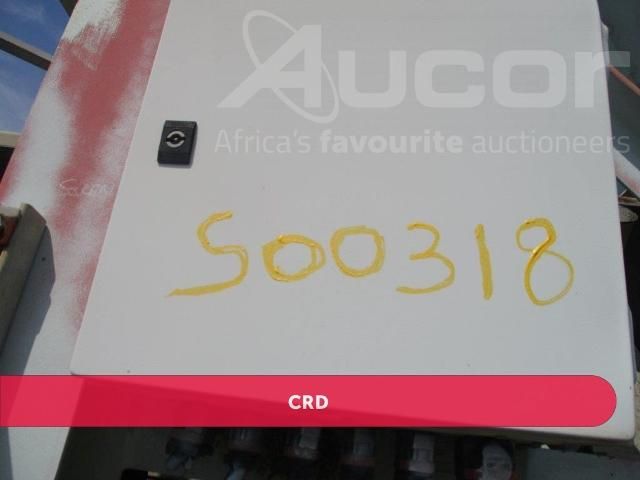 Aucor
Africa's favourite auctioneers
S00318
CRD